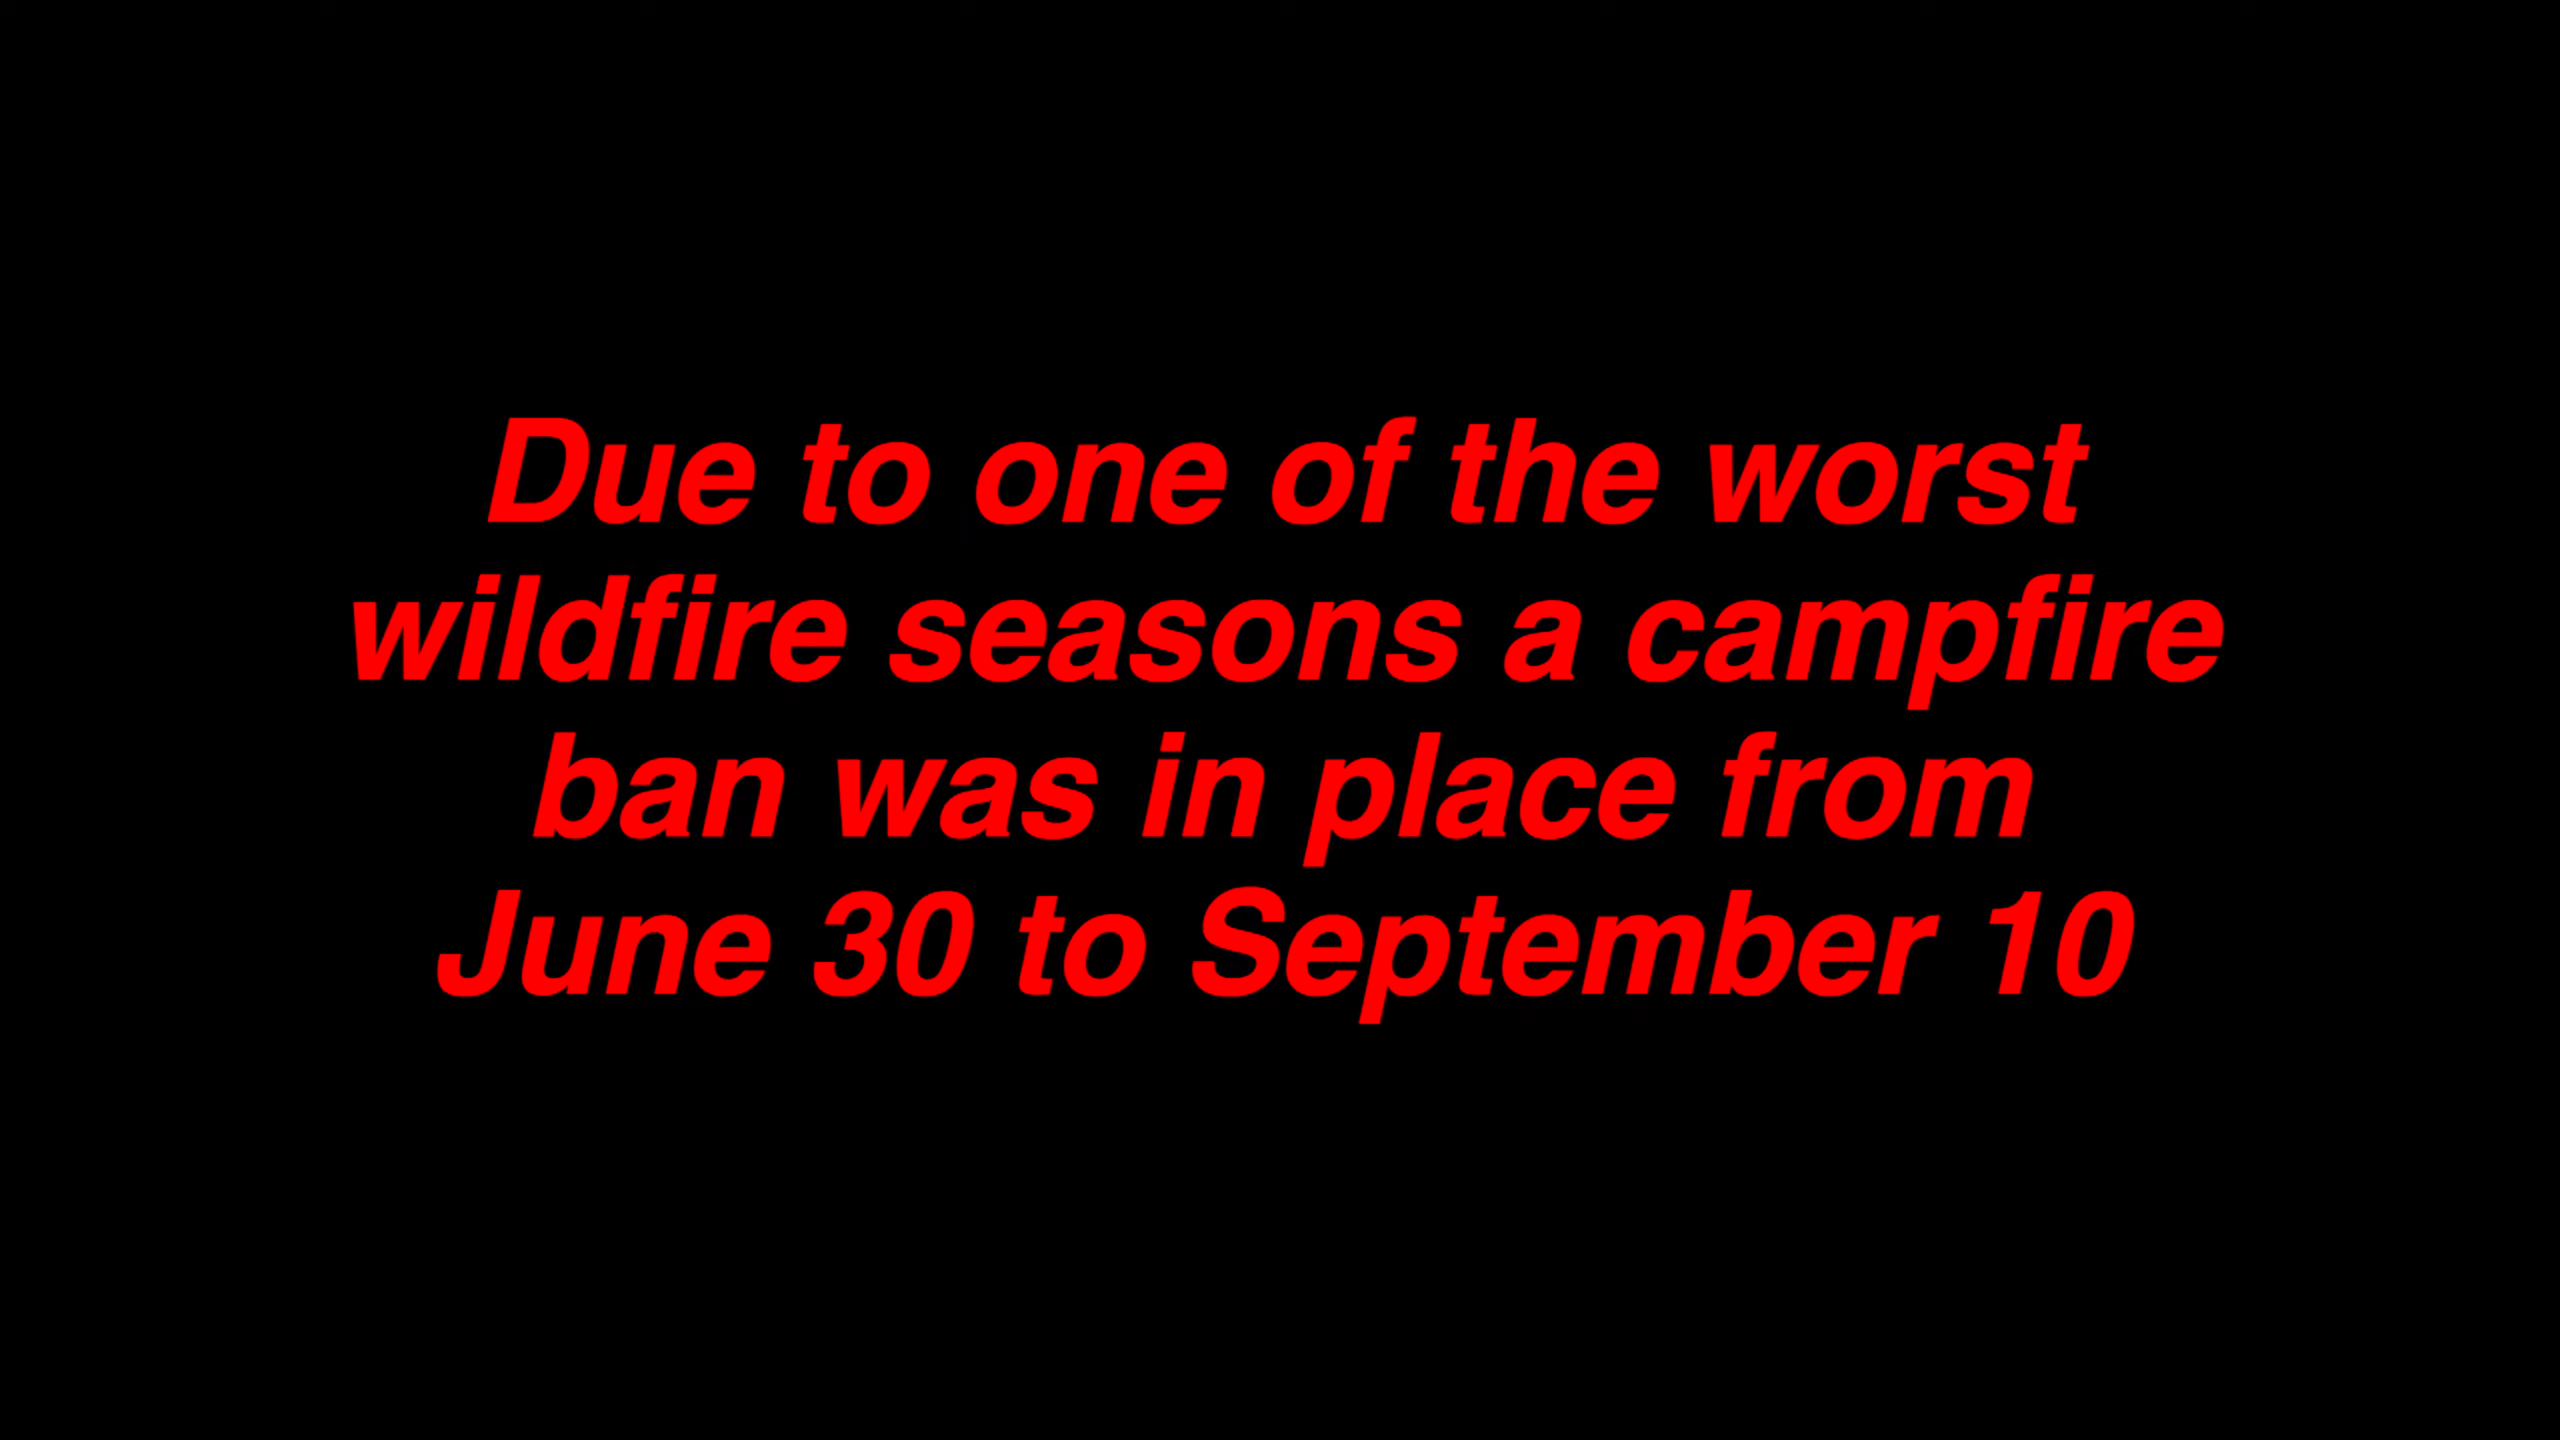 Due to one of the worst
wildfire seasons a campfire
ban was in place from
June 30 to September 10